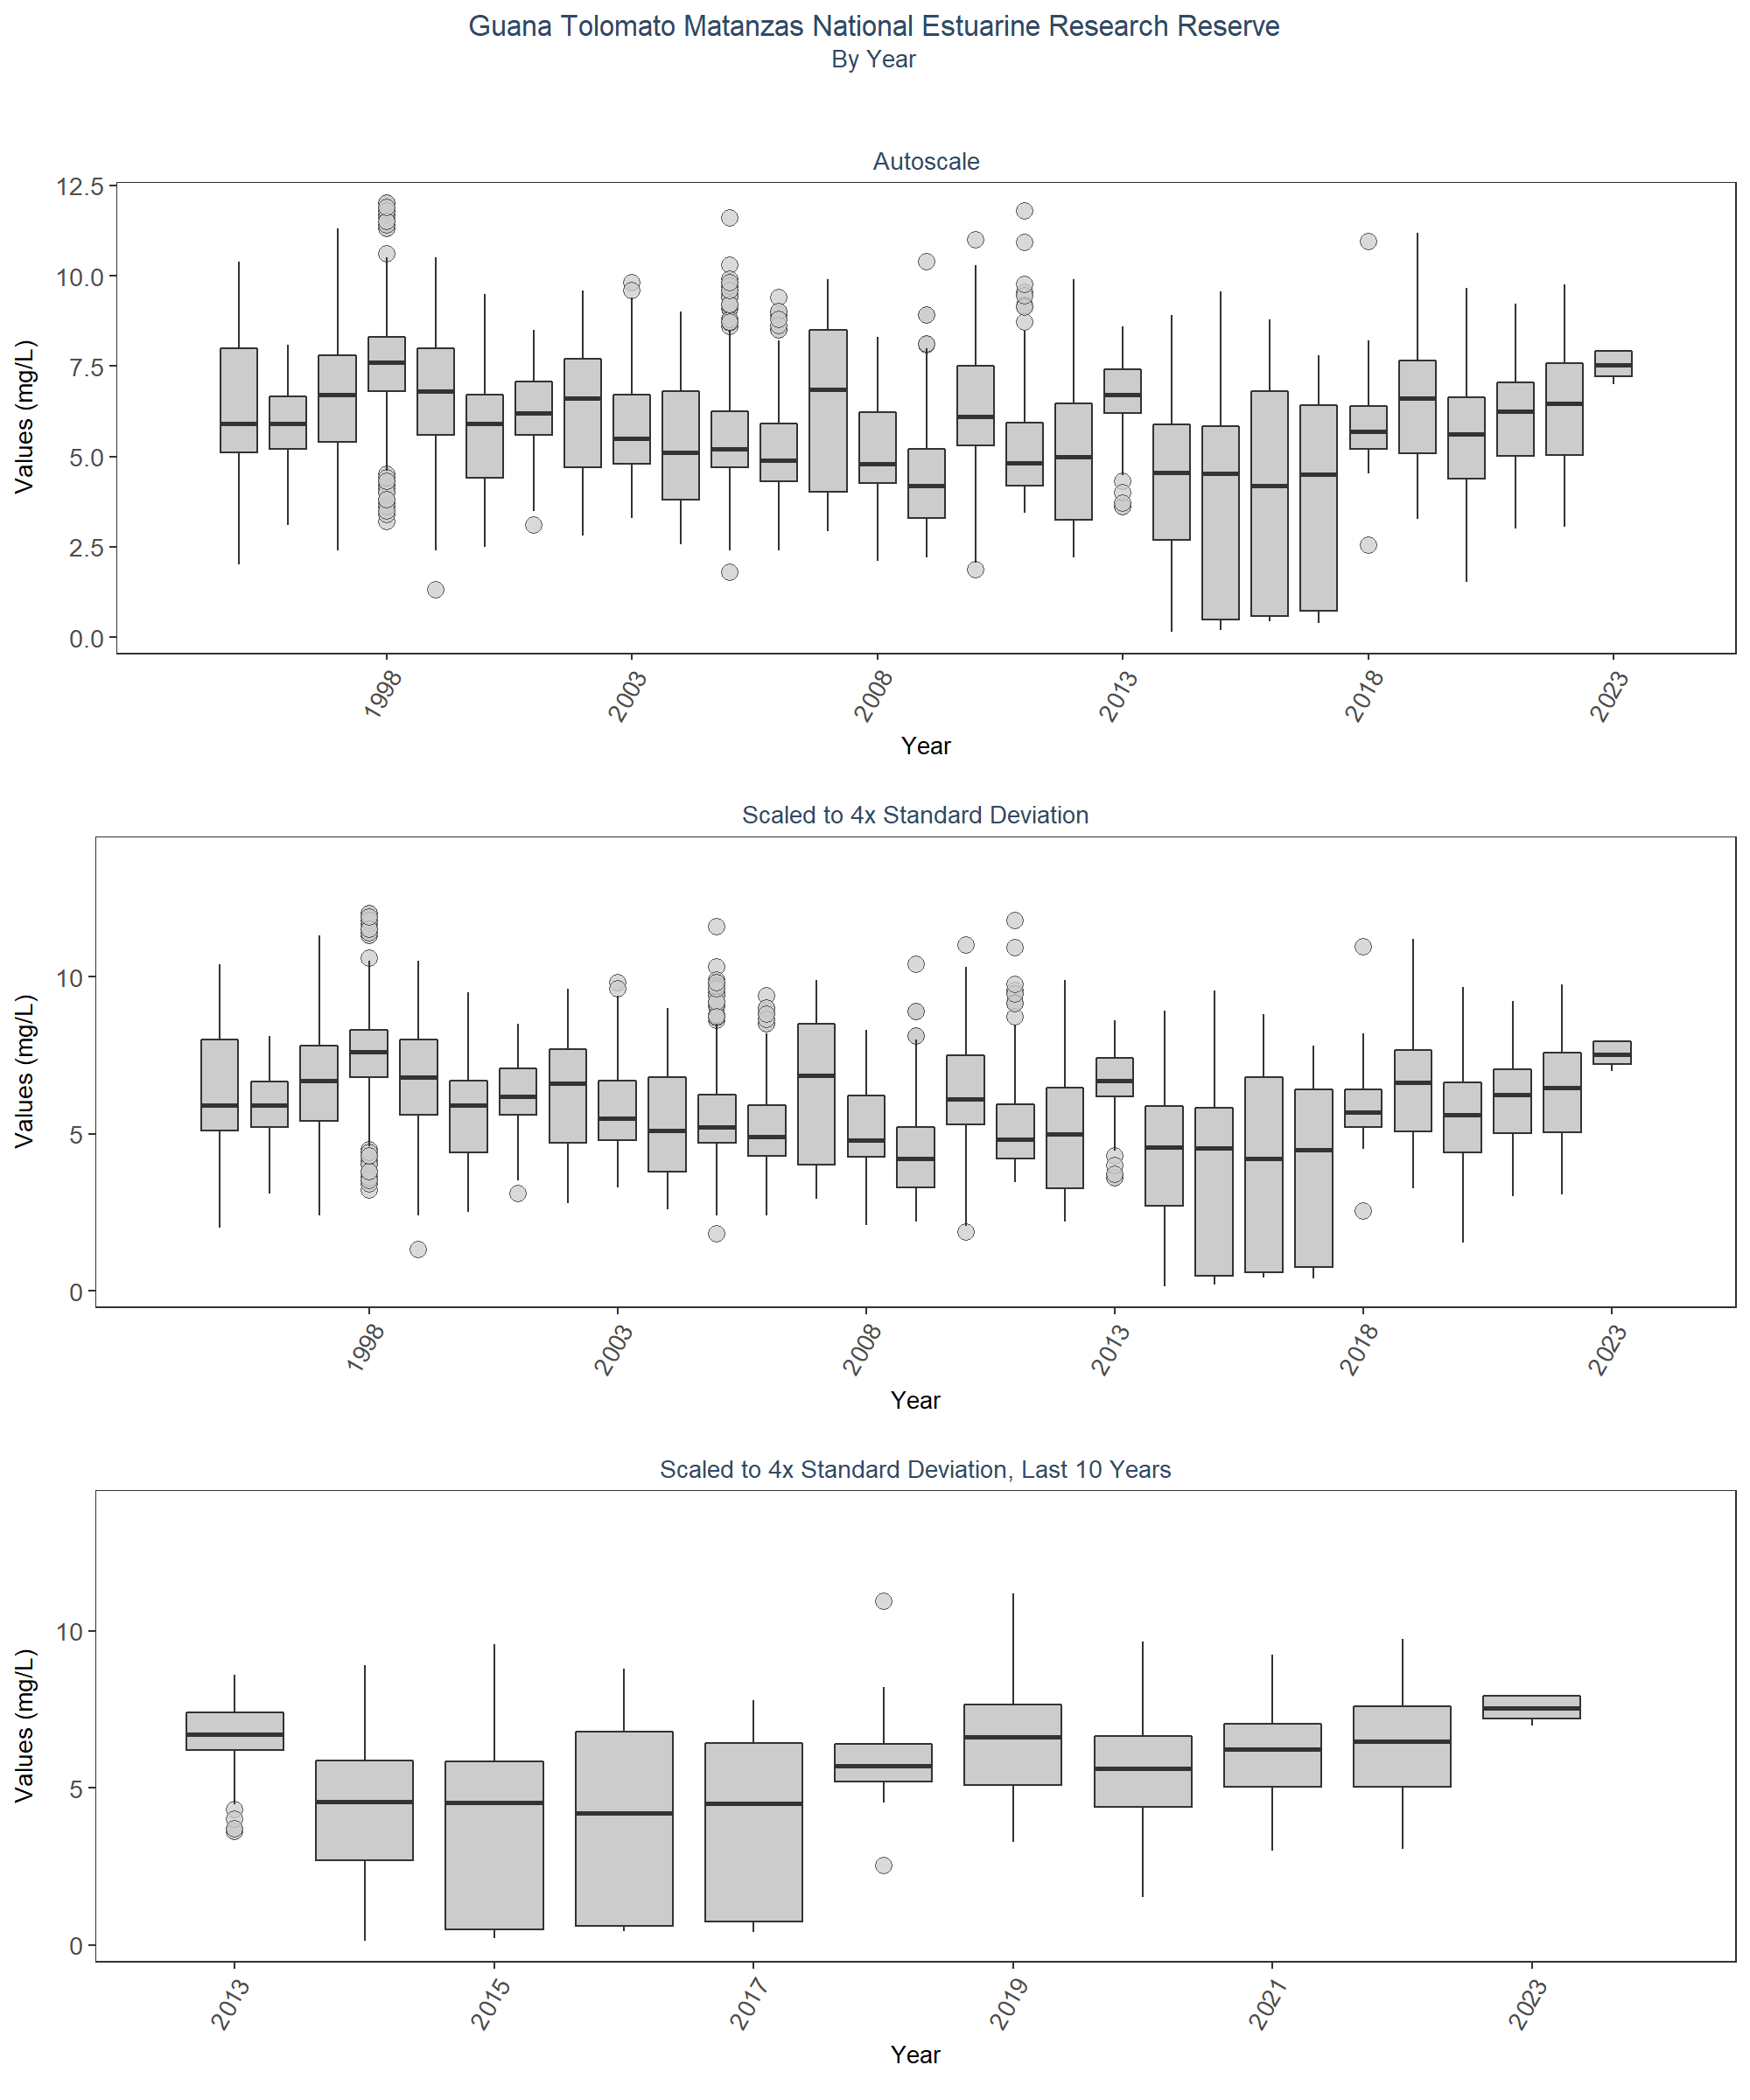 Guana Tolomato Matanzas National Estuarine Research Reserve
By Year
Autoscale
Values (mg/L)
12.5
10.0
7.5
5.0
2.5
0.0
1998 2003 2008 2013 2018 2023
Year
Scaled to 4x Standard Deviation
Values (mg/L)
10
5
0
1998 2003 2008 2013 2018 2023
Year
Scaled to 4x Standard Deviation, Last 10 Years
Values (mg/L)
10
5
0
2013 2015 2017 2019 2021 2023
Year